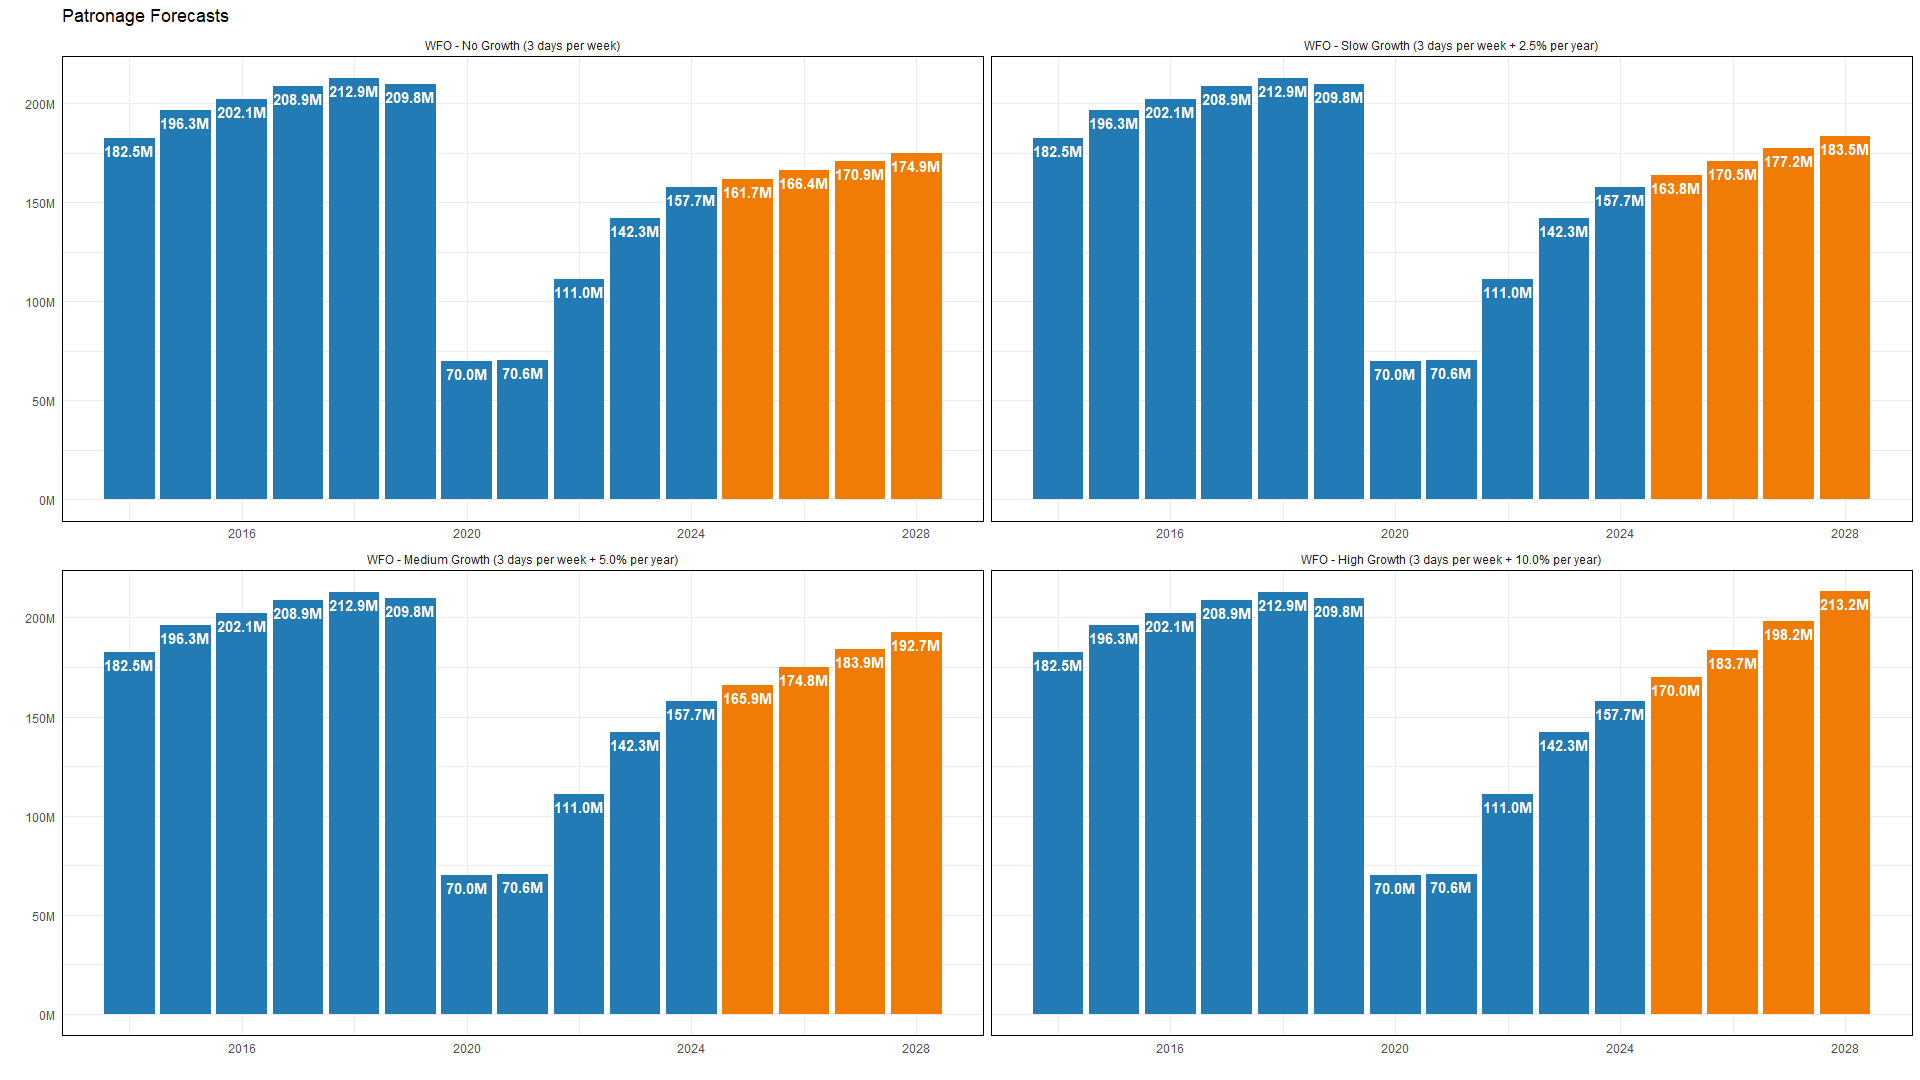 Patronage Forecasts
WFO - No Growth (3 days per week)
200M
150M
100M
50M
0M
182.5M
196.3M
202.1M
208.9M
212.9M
209.8M
70.0M
70.6M
111.0M
142.3M
157.7M
161.7M
166.4M
170.9M
174.9M
2016
2020
2024
2028
WFO - Slow Growth (3 days per week + 2.5% per year)
182.5M
196.3M
202.1M
208.9M
212.9M
209.8M
70.0M
70.6M
111.0M
142.3M
157.7M
163.8M
170.5M
177.2M
183.5M
2016
2020
2024
2028
WFO - Medium Growth (3 days per week + 5.0% per year)
200M
150M
100M
50M
0M
182.5M
196.3M
202.1M
208.9M
212.9M
209.8M
70.0M
70.6M
111.0M
142.3M
157.7M
165.9M
174.8M
183.9M
192.7M
2016
2020
2024
2028
WFO - High Growth (3 days per week + 10.0% per year)
182.5M
196.3M
202.1M
208.9M
212.9M
209.8M
70.0M
70.6M
111.0M
142.3M
157.7M
170.0M
183.7M
198.2M
213.2M
2016
2020
2024
2028